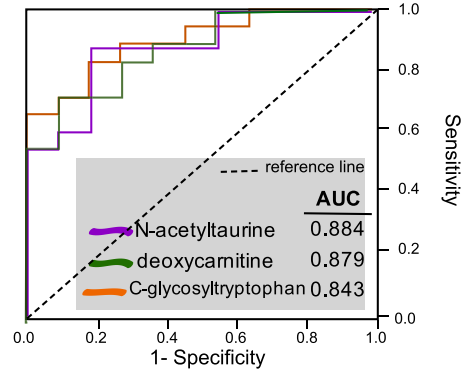 1.0
0.8
0.6
0.4
0.2
0.0
Sensitivity
reference line
AUC
N-acetyltaurine 0.884
deoxycarnitine 0.879
C-glycosyltryptophan 0.843
0.0 0.2 0.4 0.6 0.8 1.0
1- Specificity